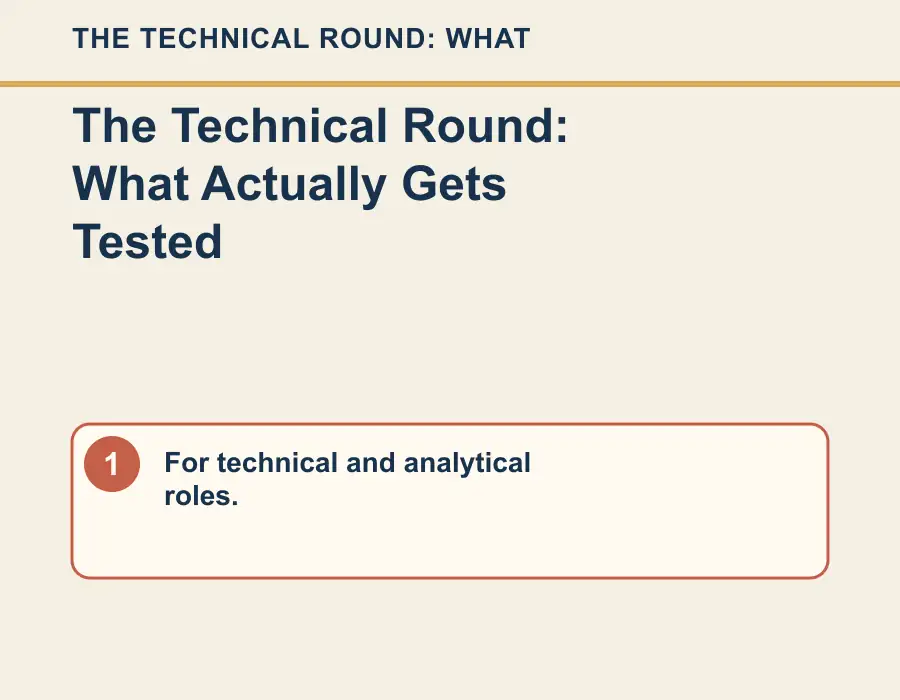 THE TECHNICAL ROUND: WHAT
The Technical Round:
What Actually Gets
Tested
1
For technical and analytical
roles.